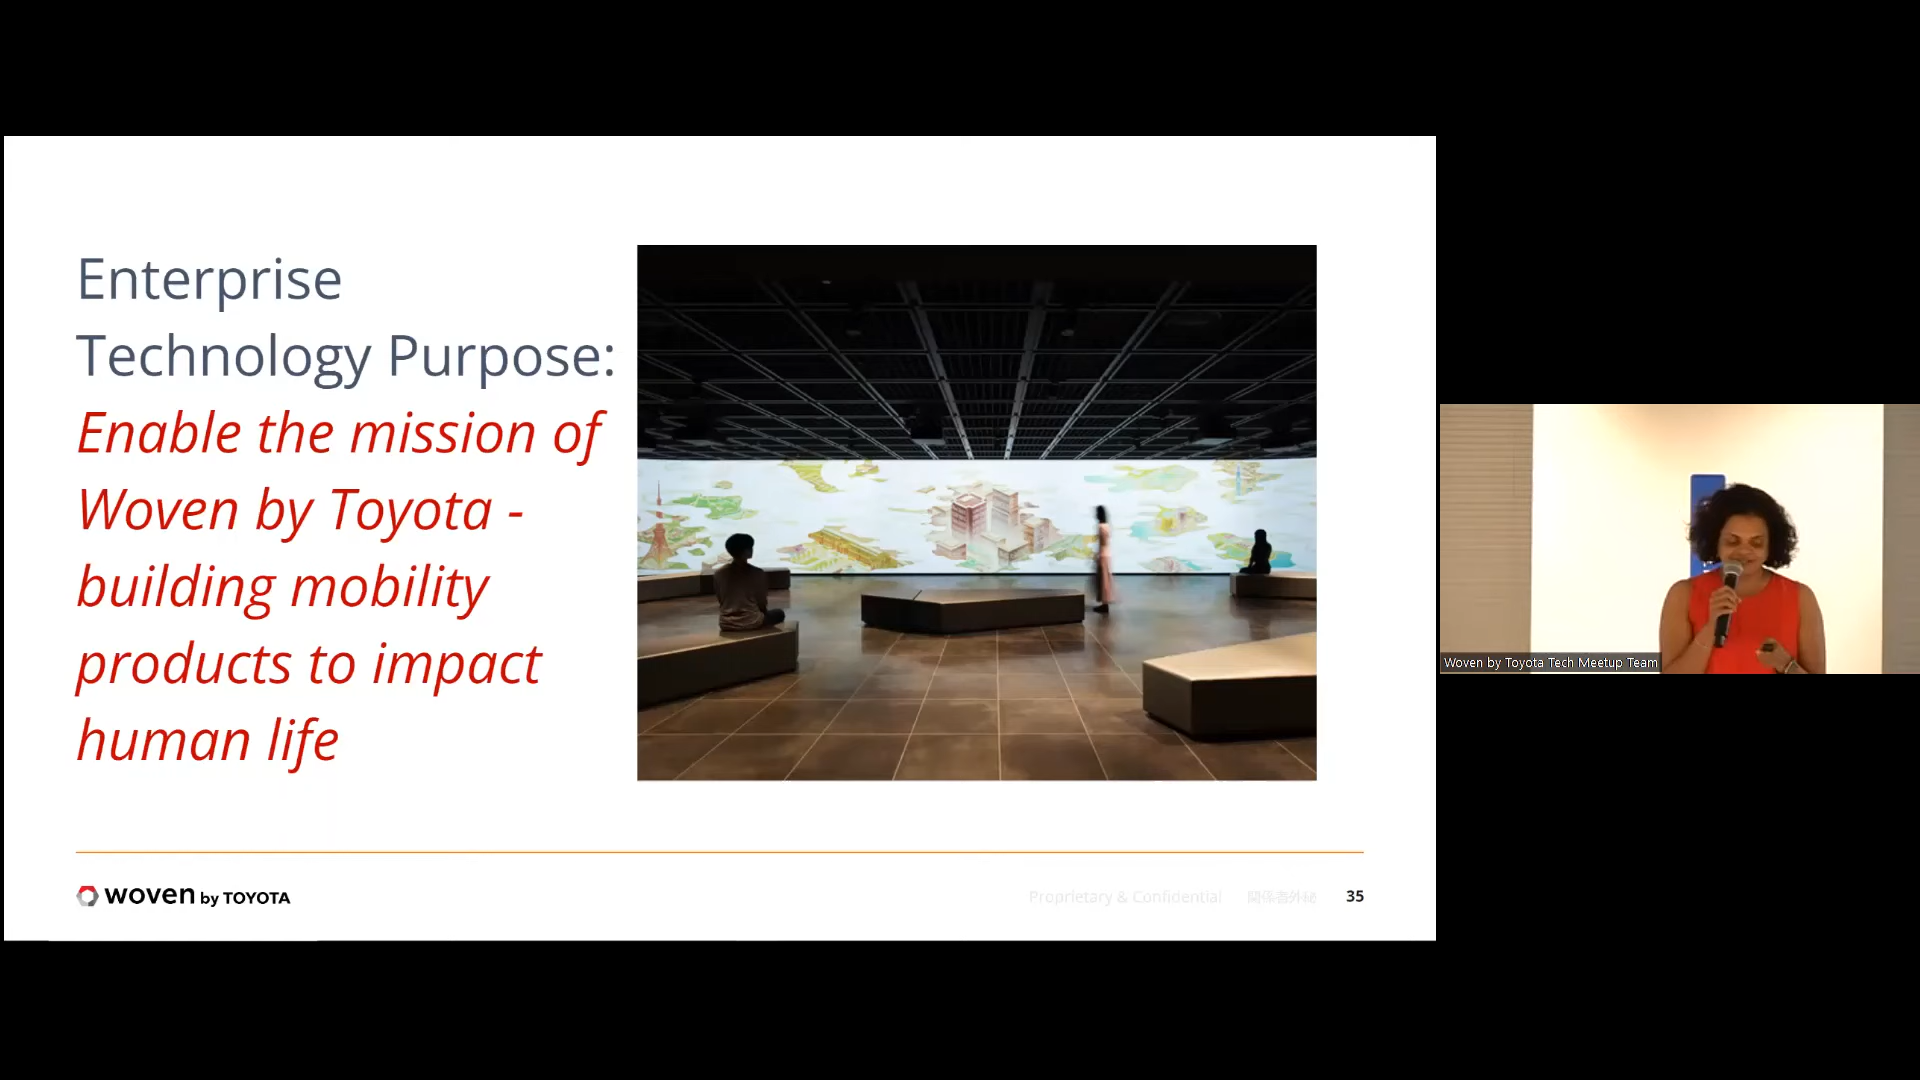 Enterprise
Technology Purpose:
Enable the mission of
Woven by Toyota -
building mobility
products to impact
human life
woven by TOYOTA
Proprietary & Confidential 関係者外秘 35
Woven by Toyota Tech Meetup Team